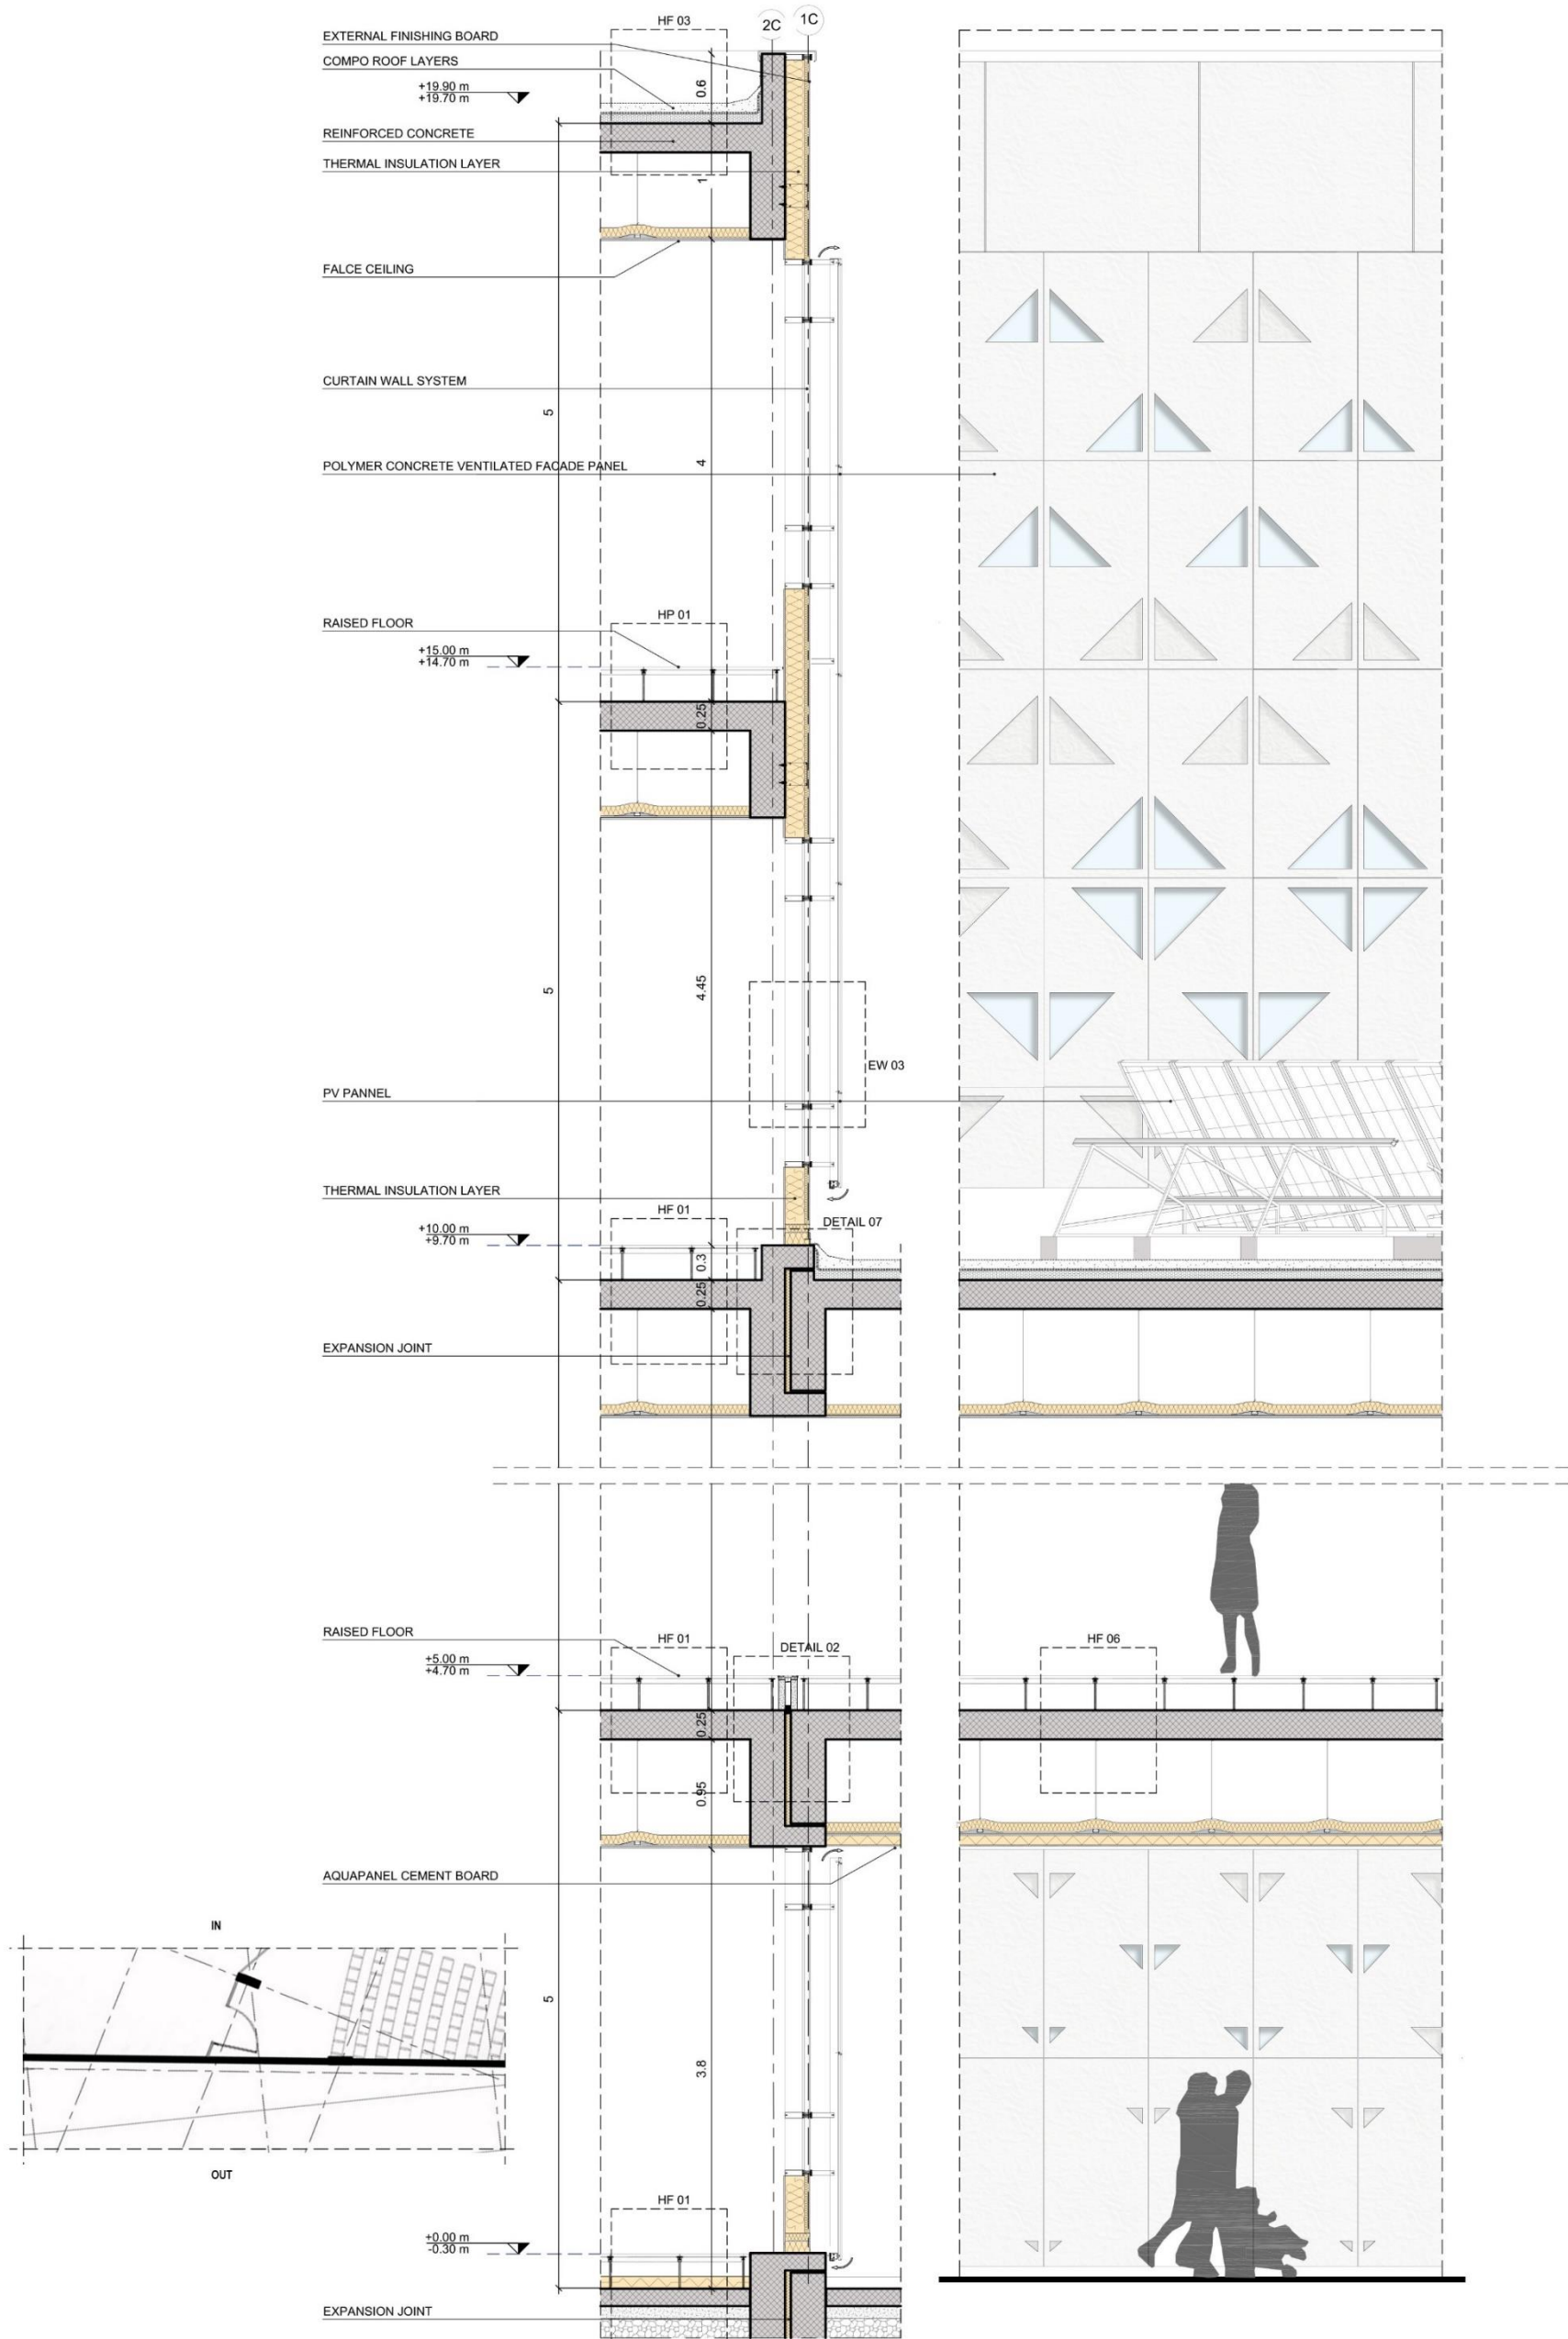 HF 03
2C
1C
EXTERNAL FINISHING BOARD
COMPO ROOF LAYERS
+19.90 m
+19.70 m
0.6
REINFORCED CONCRETE
THERMAL INSULATION LAYER
1
FALCE CEILING
CURTAIN WALL SYSTEM
5
4
POLYMER CONCRETE VENTILATED FACADE PANEL
HP 01
RAISED FLOOR
+15.00 m
+14.70 m
0.25
5
4.45
EW 03
PV PANNEL
THERMAL INSULATION LAYER
HF 01
DETAIL 07
+10.00 m
+9.70 m
0.3
0.25
EXPANSION JOINT
RAISED FLOOR
HF 01
DETAIL 02
HF 06
+5.00 m
+4.70 m
0.25
0.95
AQUAPANEL CEMENT BOARD
IN
5
3.8
OUT
HF 01
+0.00 m
-0.30 m
EXPANSION JOINT